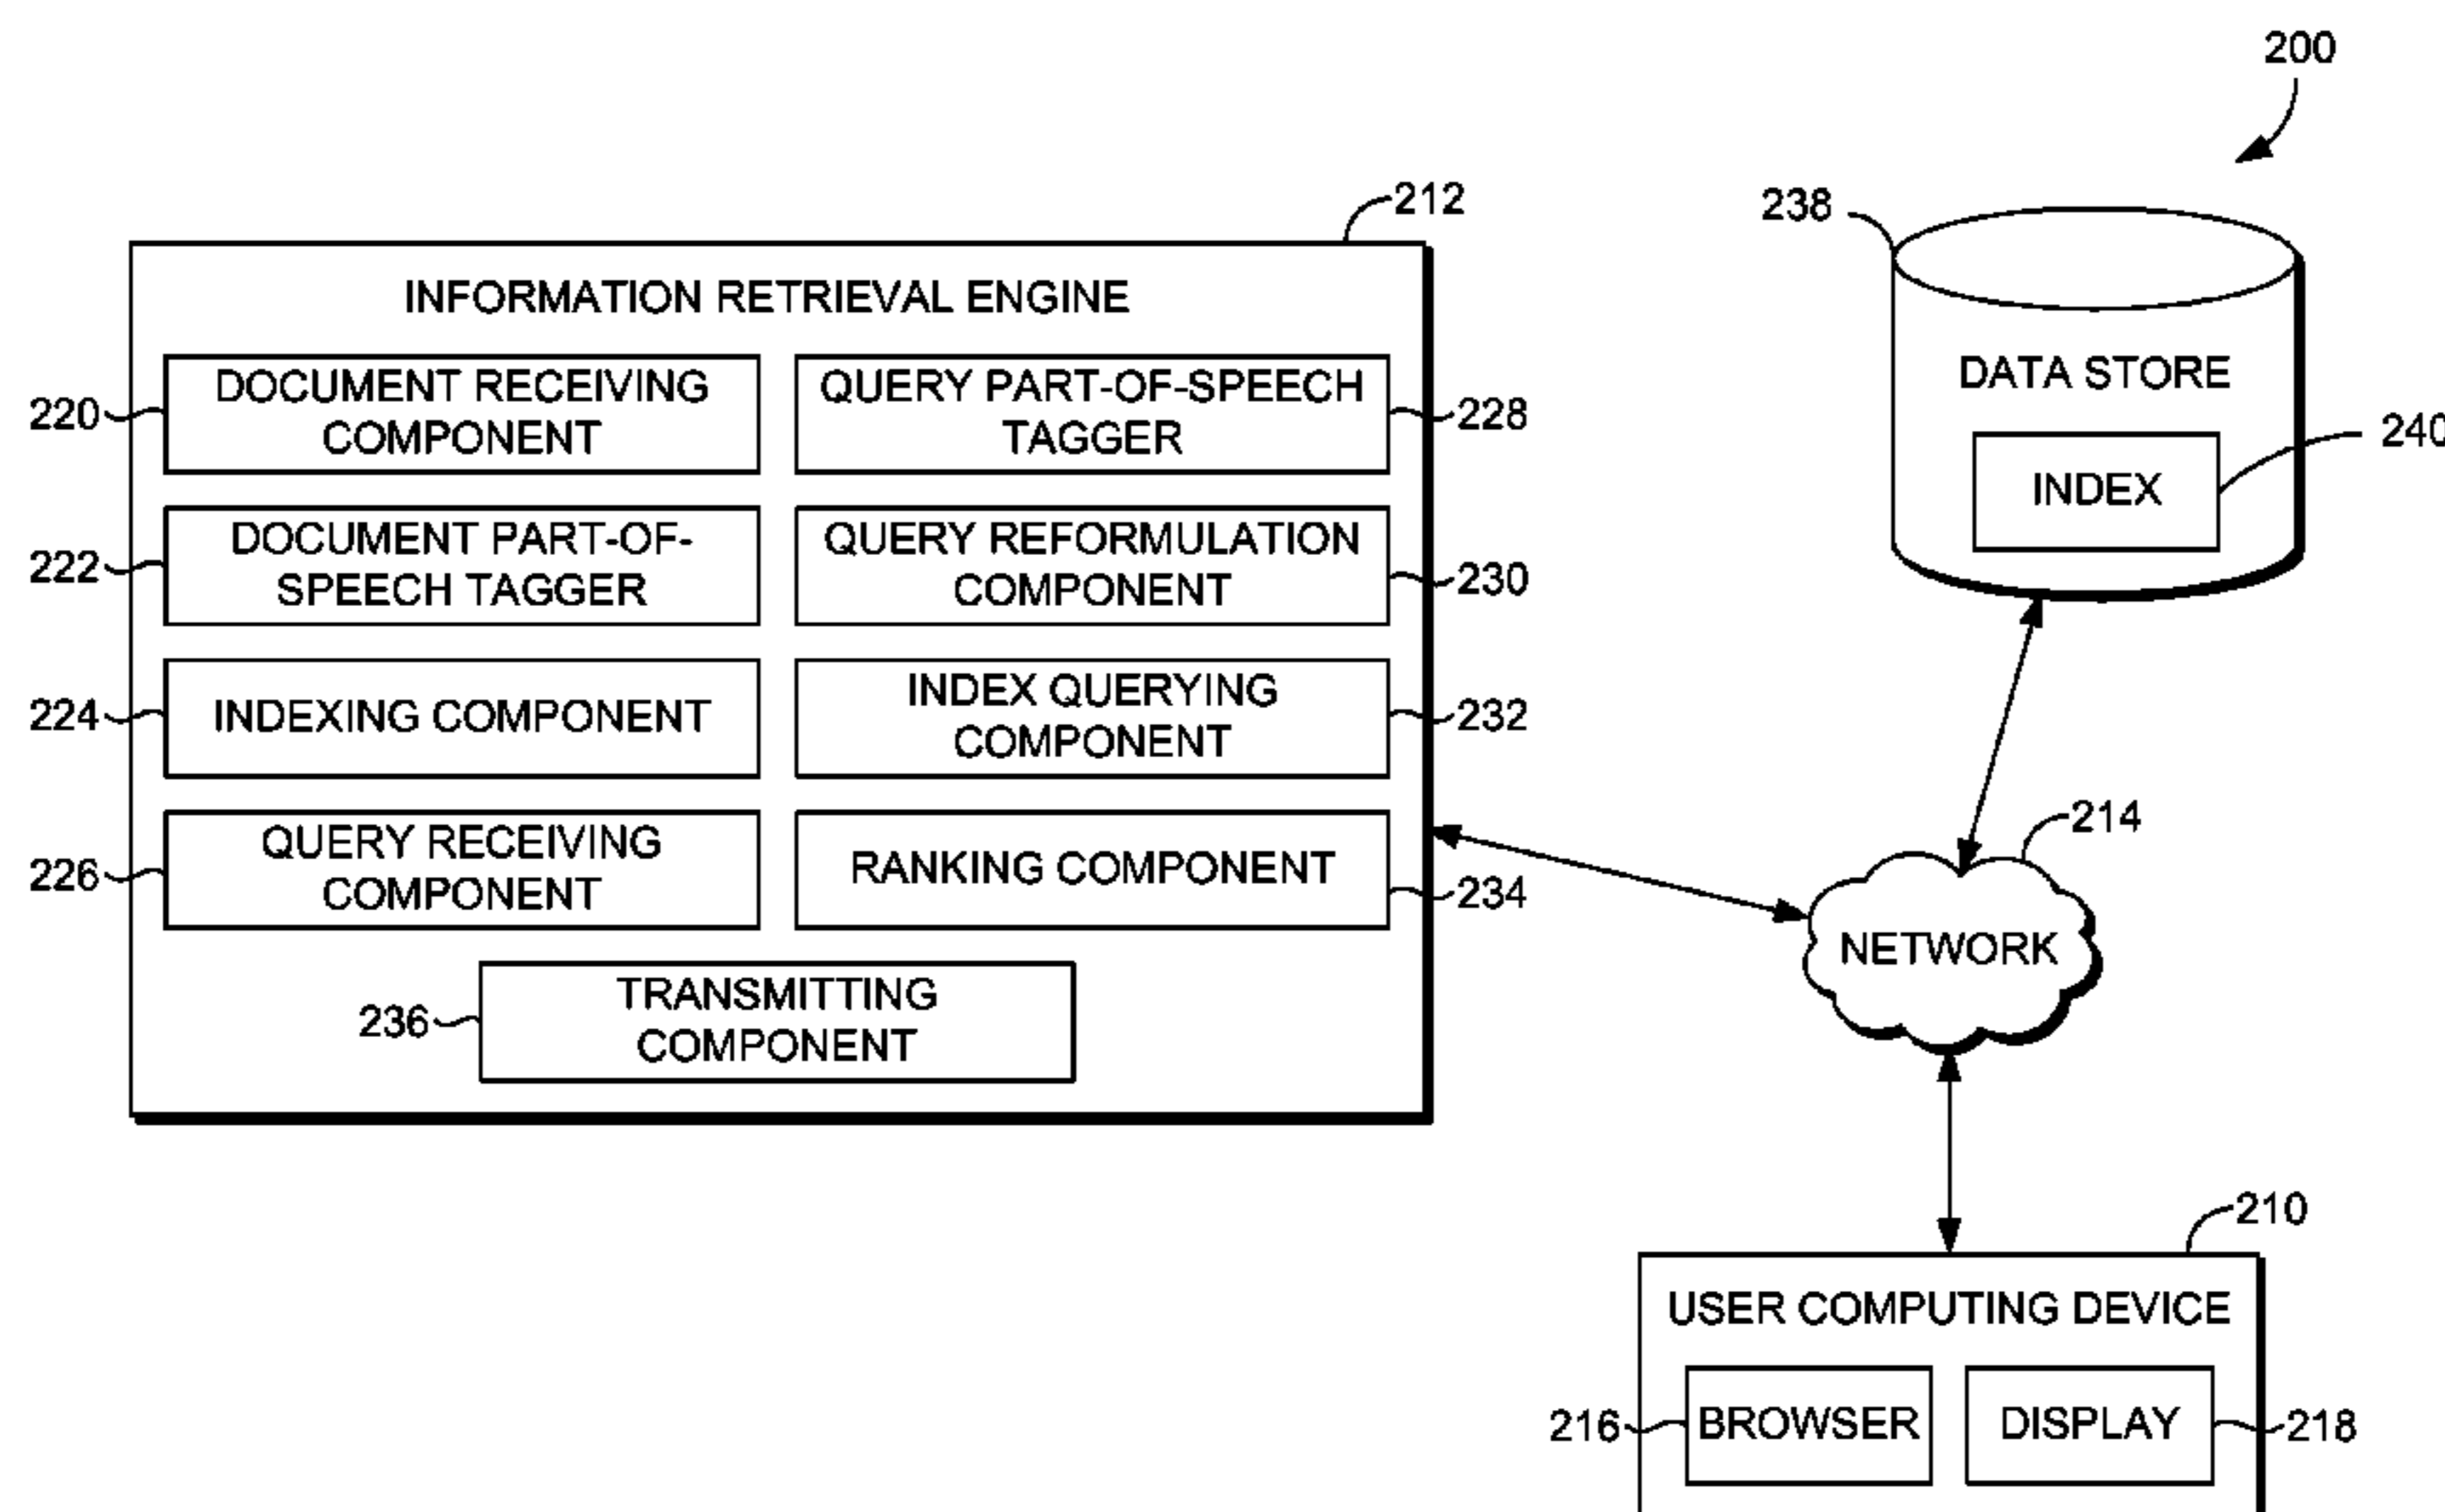 200
212
238
INFORMATION RETRIEVAL ENGINE
220
DOCUMENT RECEIVING
COMPONENT
QUERY PART-OF-SPEECH
TAGGER
228
222
DOCUMENT PART-OF-
SPEECH TAGGER
QUERY REFORMULATION
COMPONENT
230
224
INDEXING COMPONENT
INDEX QUERYING
COMPONENT
232
226
QUERY RECEIVING
COMPONENT
RANKING COMPONENT
234
236
TRANSMITTING
COMPONENT
DATA STORE
INDEX
240
214
NETWORK
210
USER COMPUTING DEVICE
216
BROWSER
DISPLAY
218